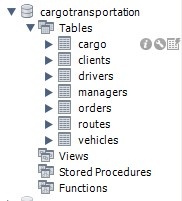 cargotransportation
Tables
cargo
clients
drivers
managers
orders
routes
vehicles
Views
Stored Procedures
Functions